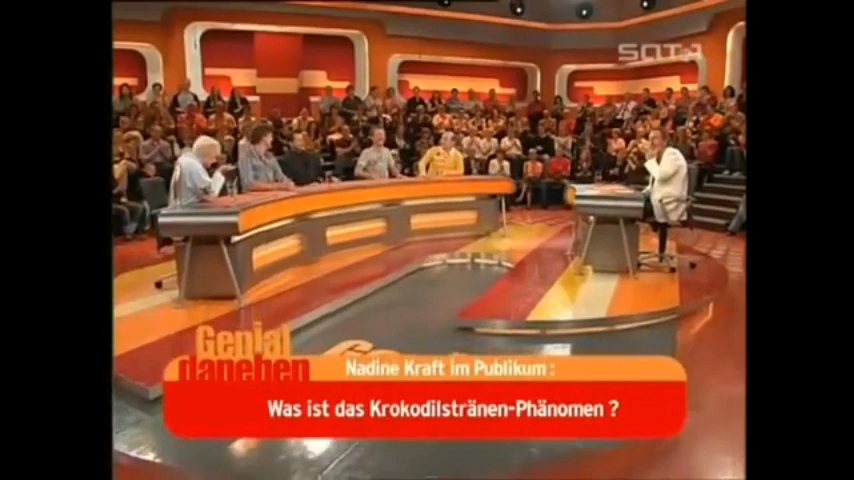 SAT.1
Genial
daneben
Nadine Kraft im Publikum :
Was ist das Krokodilstränen-Phänomen ?